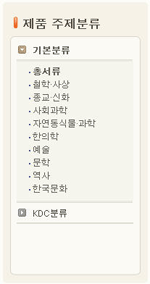 제품 주제분류
기본분류
·총서류
·철학·사상
·종교·신화
·사회과학
·자연동식물·과학
·한의학
·예술
·문학
·역사
·한국문화
KDC분류